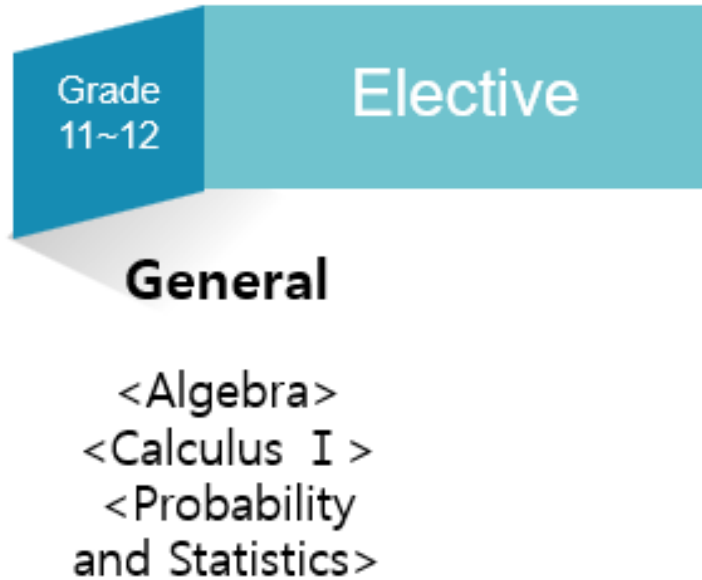 Grade
11~12
Elective
General
<Algebra>
<Calculus Ⅰ>
<Probability
and Statistics>